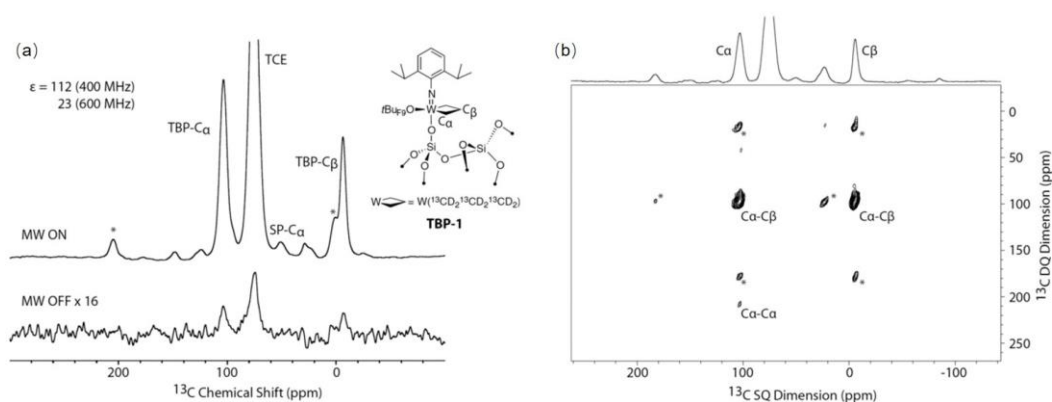 (a)
ε = 112 (400 MHz)
23 (600 MHz)
TCE
TBP-Cα
TBP-Cβ
SP-Cα
*
*
MW ON
MW OFF x 16
N
tBuF9O
W
Cβ
Cα
O
O
Si
O
O
O
Si
O
O
W = W(¹³CD₂¹³CD₂¹³CD₂)
TBP-1
200
100
0
¹³C Chemical Shift (ppm)
(b)
Cα
Cβ
*
*
*
*
*
*
Cα-Cβ
Cα-Cβ
Cα-Cα
0
50
100
150
200
250
¹³C DQ Dimension (ppm)
200
100
0
-100
¹³C SQ Dimension (ppm)